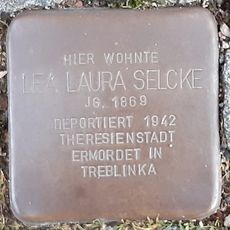 HIER WOHNTE
LEA LAURA SELCKE
JG. 1869
DEPORTIERT 1942
THERESIENSTADT
ERMORDET IN
TREBLINKA